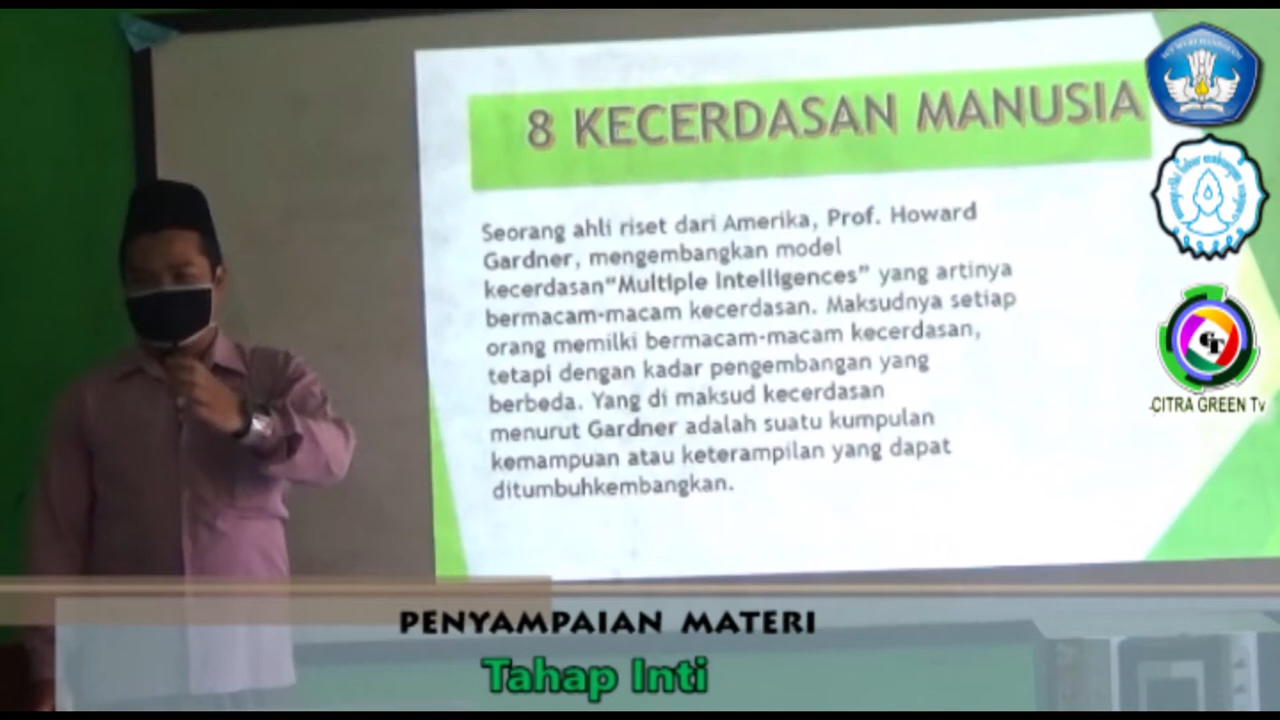 8 KECERDASAN MANUSIA
Seorang ahli riset dari Amerika, Prof. Howard
Gardner, mengembangkan model
kecerdasan“Multiple Intelligences” yang artinya
bermacam-macam kecerdasan. Maksudnya setiap
orang memilki bermacam-macam kecerdasan,
tetapi dengan kadar pengembangan yang
berbeda. Yang di maksud kecerdasan
menurut Gardner adalah suatu kumpulan
kemampuan atau keterampilan yang dapat
ditumbuhkembangkan.
GT
CITRA GREEN Tv
PENYAMPAIAN MATERI
Tahap Inti